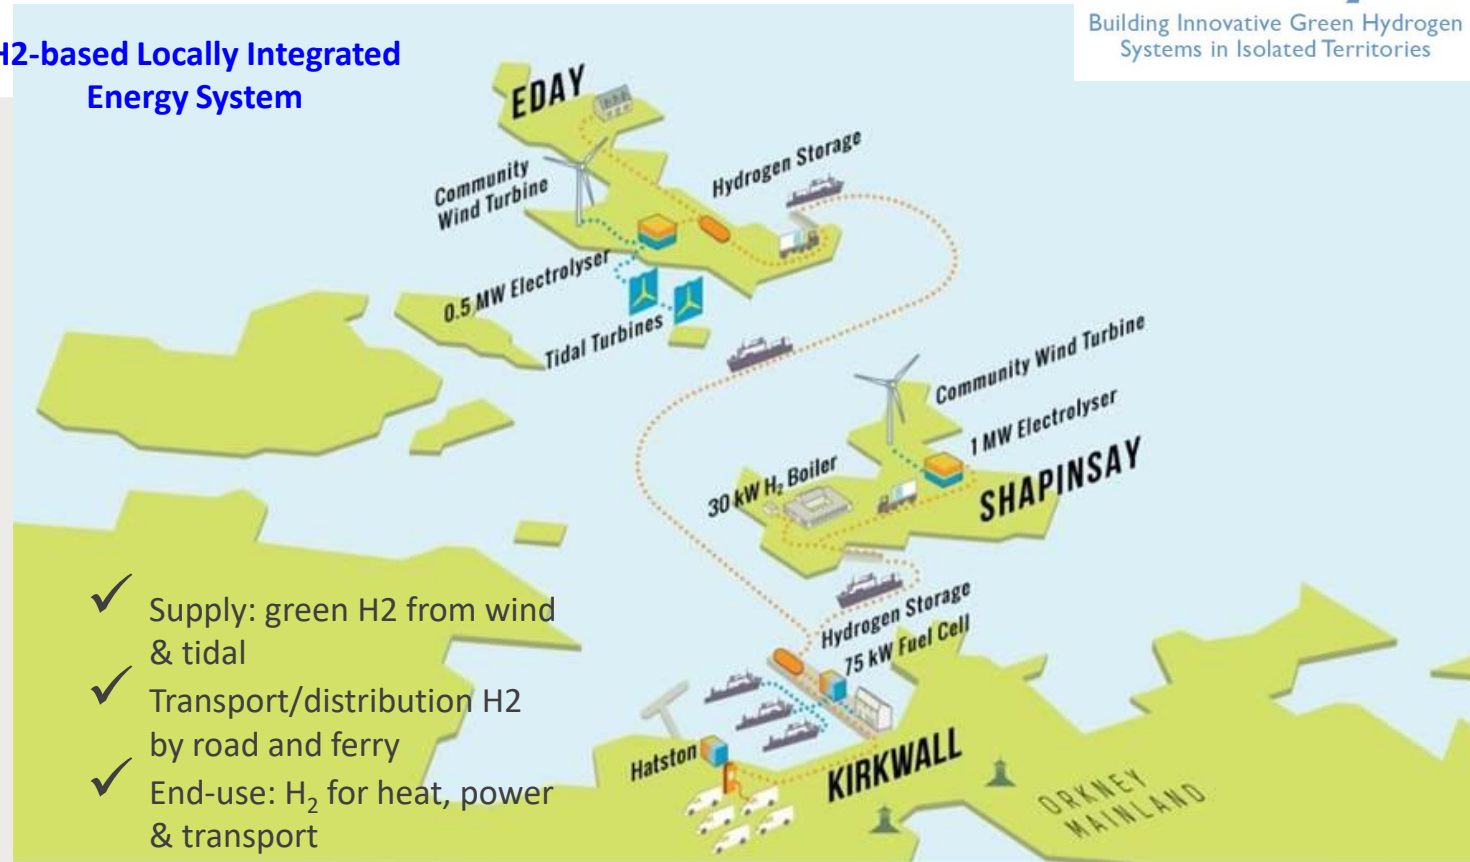 H2-based Locally Integrated
Energy System
Building Innovative Green Hydrogen
Systems in Isolated Territories
EDAY
Community
Wind Turbine
Hydrogen Storage
0.5 MW Electrolyser
Tidal Turbines
Community Wind Turbine
1 MW Electrolyser
30 kW H₂ Boiler
SHAPINSAY
Hydrogen Storage
75 kW Fuel Cell
Hatston
KIRKWALL
ORKNEY
MAINLAND
✓ Supply: green H2 from wind
& tidal
✓ Transport/distribution H2
by road and ferry
✓ End-use: H₂ for heat, power
& transport